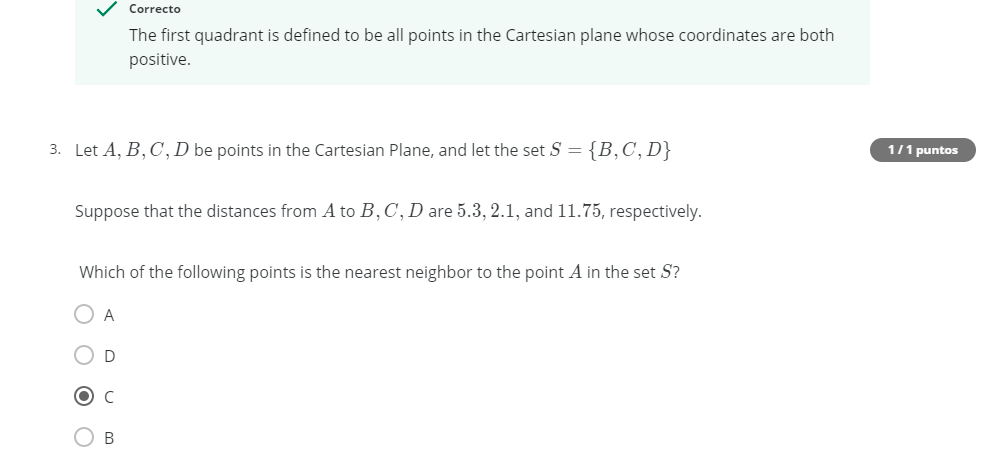 Correcto
The first quadrant is defined to be all points in the Cartesian plane whose coordinates are both
positive.
3. Let A, B, C, D be points in the Cartesian Plane, and let the set S = {B, C, D}
1 / 1 puntos
Suppose that the distances from A to B, C, D are 5.3, 2.1, and 11.75, respectively.
Which of the following points is the nearest neighbor to the point A in the set S?
A
D
C
B